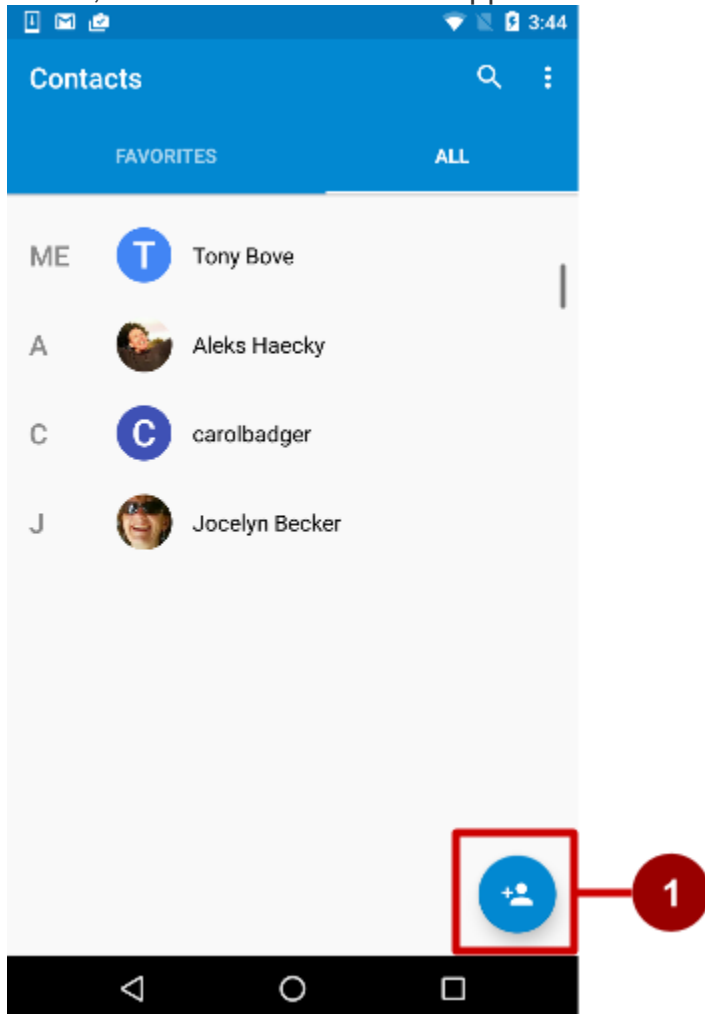 3:44
Contacts
FAVORITES ALL
ME T Tony Bove
A Aleks Haecky
C C carolbadger
J Jocelyn Becker
1